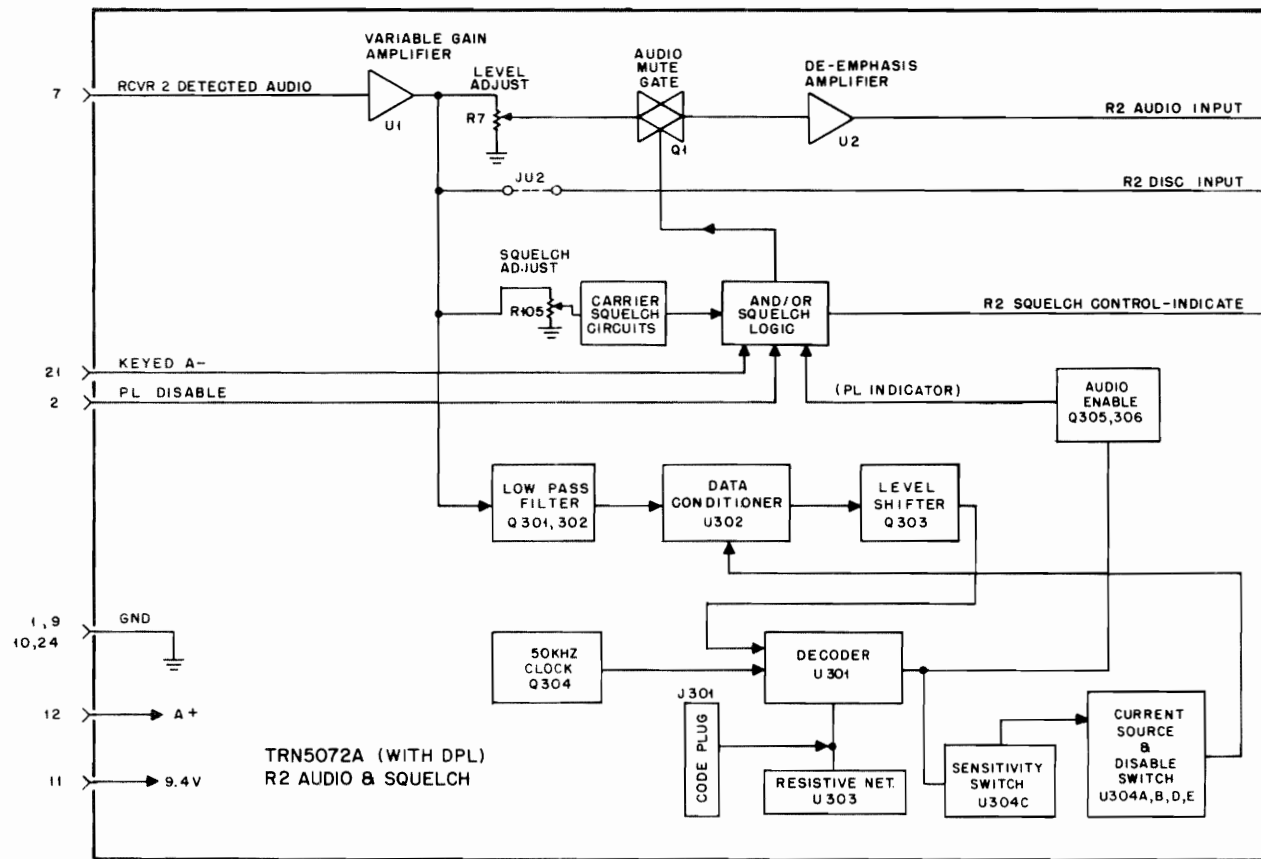 VARIABLE GAIN
AMPLIFIER
LEVEL
ADJUST
AUDIO
MUTE
GATE
DE-EMPHASIS
AMPLIFIER
7
RCVR 2 DETECTED AUDIO
U1
R7
Q1
U2
R2 AUDIO INPUT
JU2
R2 DISC INPUT
SQUELCH
ADJUST
R105
CARRIER
SQUELCH
CIRCUITS
AND/OR
SQUELCH
LOGIC
R2 SQUELCH CONTROL-INDICATE
21
KEYED A-
2
PL DISABLE
(PL INDICATOR)
AUDIO
ENABLE
Q305,306
LOW PASS
FILTER
Q301,302
DATA
CONDITIONER
U302
LEVEL
SHIFTER
Q303
1,9
10,24
GND
50KHZ
CLOCK
Q304
DECODER
U301
J301
CODE PLUG
RESISTIVE NET.
U303
SENSITIVITY
SWITCH
U304C
CURRENT
SOURCE
&
DISABLE
SWITCH
U304A,B,D,E
12
A+
11
9.4V
TRN5072A (WITH DPL)
R2 AUDIO & SQUELCH